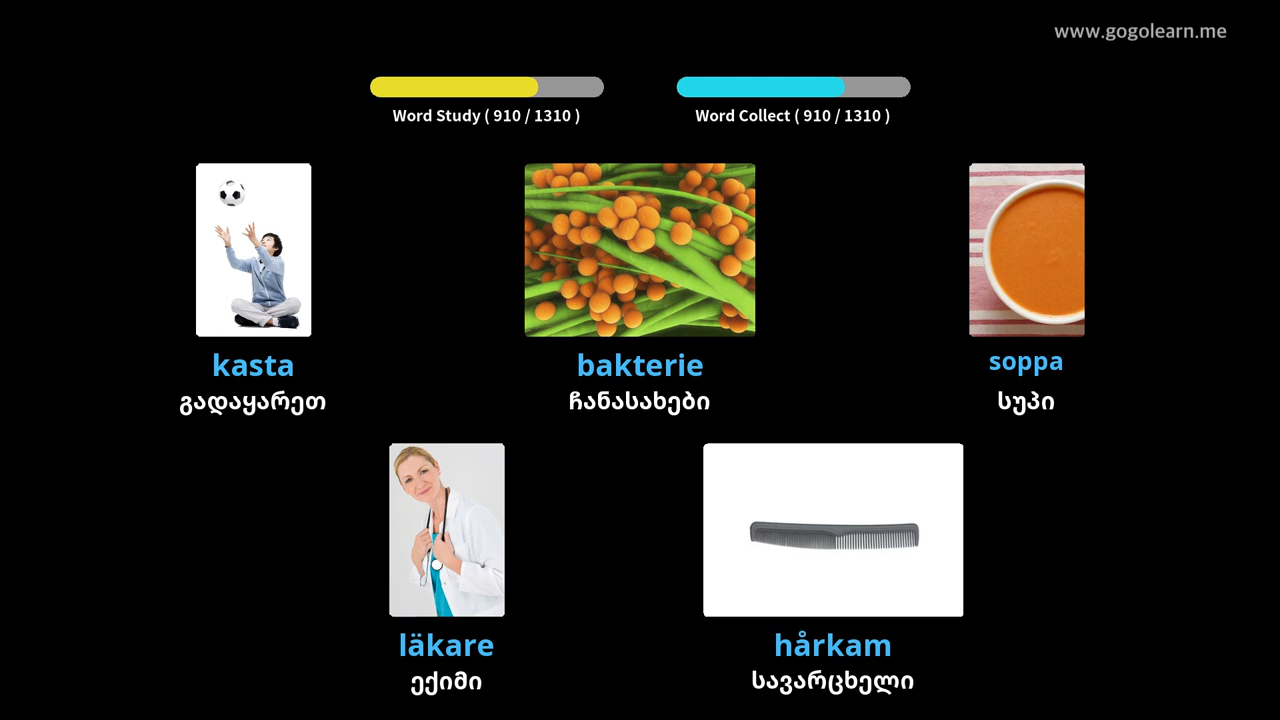 www.gogolearn.me
Word Study ( 910 / 1310 )
Word Collect ( 910 / 1310 )
kasta
bakterie
soppa
გადაყარეთ
ჩანასახები
სუპი
läkare
hårkam
ექიმი
სავარცხელი